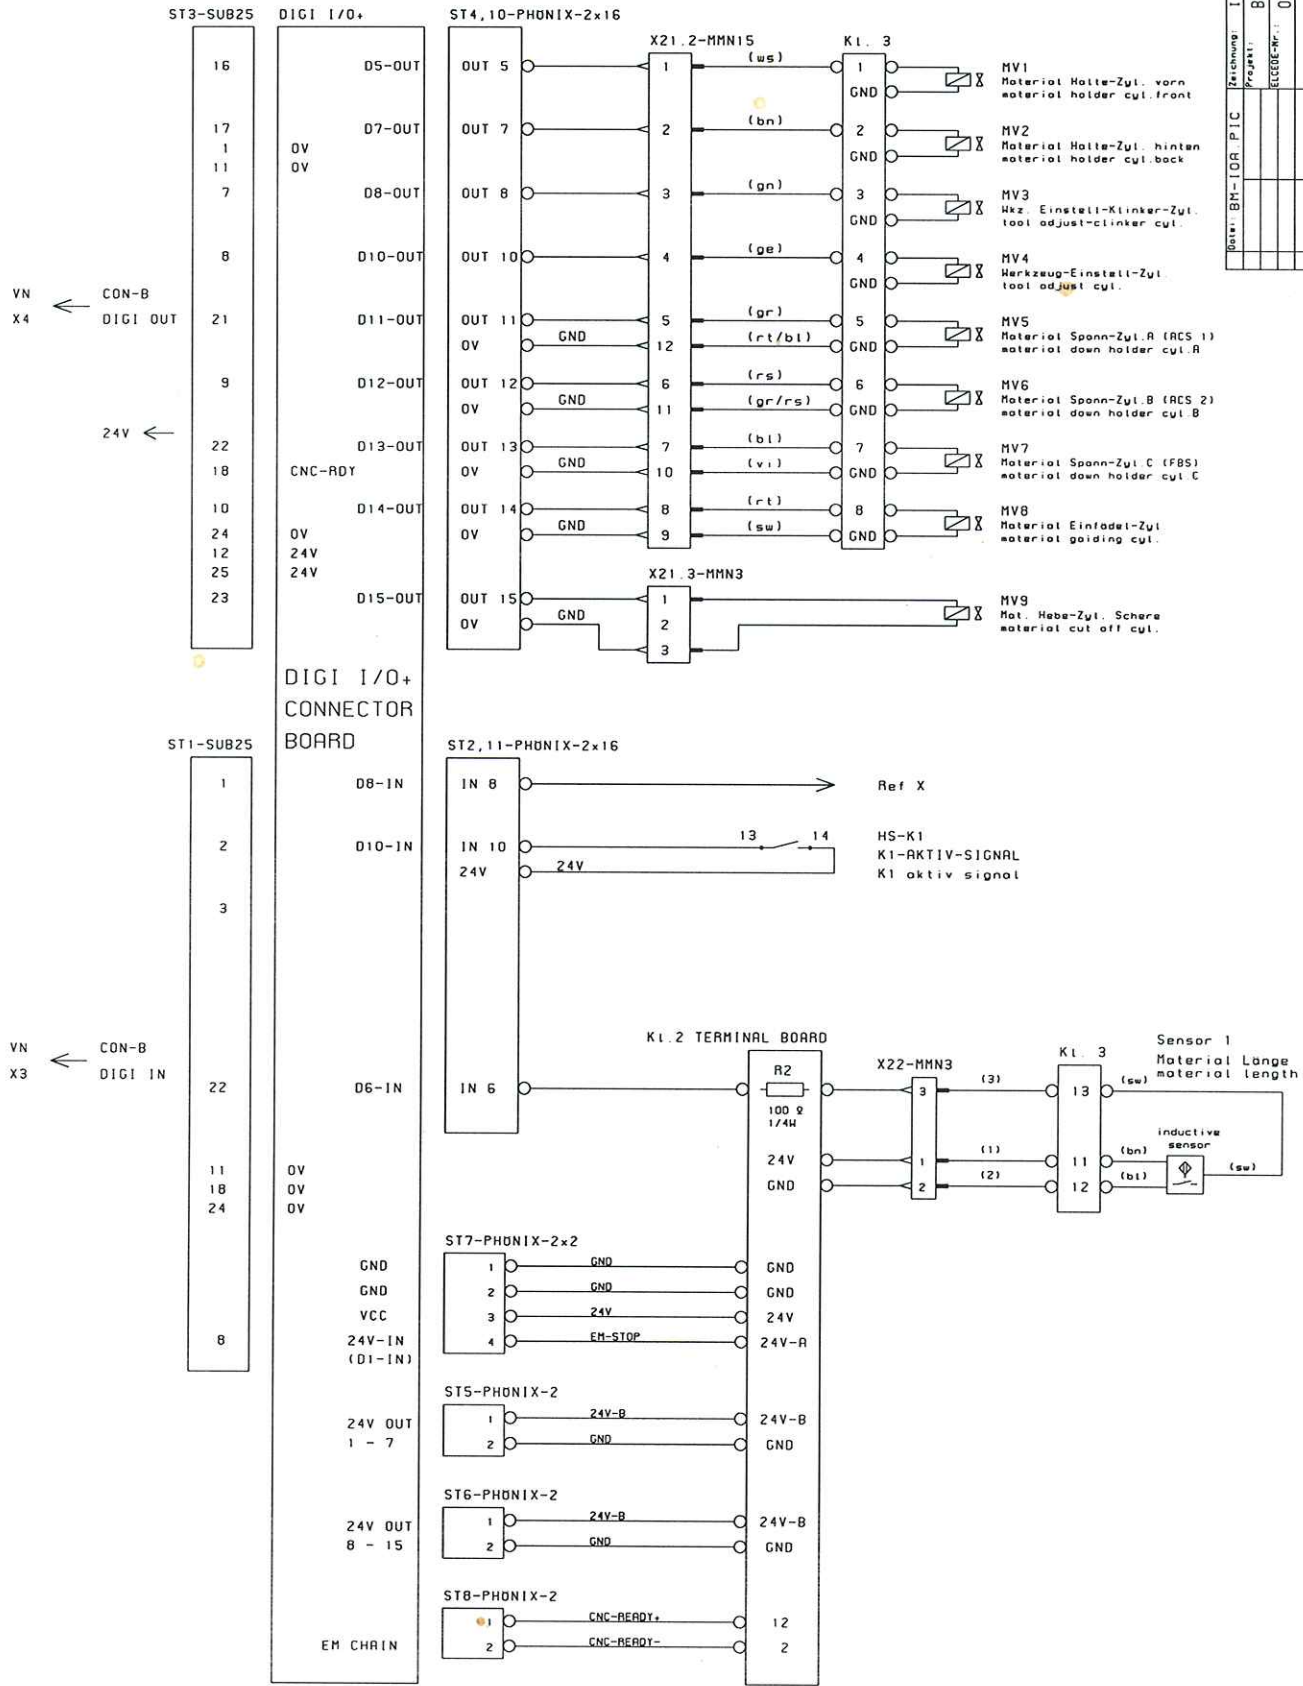 ST3-SUB25 DIGI I/O+ ST4,10-PHÖNIX-2x16
X21.2-MMN15 Kl. 3
16 D5-OUT OUT 5 1 (ws) 1 MV1
GND Material Halte-Zyl. vorn
material holder cyl.front
17 D7-OUT OUT 7 2 (bn) 2 MV2
1 0V GND Material Halte-Zyl. hinten
11 0V material holder cyl.back
7 D8-OUT OUT 8 3 (gn) 3 MV3
GND Wkz. Einstell-Klinker-Zyl.
tool adjust-clinker cyl.
8 D10-OUT OUT 10 4 (ge) 4 MV4
GND Werkzeug-Einstell-Zyl.
tool adjust cyl.
VN CON-B
X4 DIGI OUT 21 D11-OUT OUT 11 5 (gr) 5 MV5
0V GND 12 (rt/bl) GND Material Spann-Zyl.A (ACS 1)
material down holder cyl.A
9 D12-OUT OUT 12 6 (rs) 6 MV6
0V GND 11 (gr/rs) GND Material Spann-Zyl.B (ACS 2)
material down holder cyl.B
24V
22 D13-OUT OUT 13 7 (bl) 7 MV7
18 CNC-RDY 0V GND 10 (vi) GND Material Spann-Zyl.C (FBS)
material down holder cyl.C
10 D14-OUT OUT 14 8 (rt) 8 MV8
24 0V 0V GND 9 (sw) GND Material Einfädel-Zyl
12 24V material gaiding cyl.
25 24V X21.3-MMN3
23 D15-OUT OUT 15 1 MV9
0V GND 2 Mat. Hebe-Zyl. Schere
3 material cut off cyl.
DIGI I/O+
CONNECTOR
BOARD
ST1-SUB25 ST2,11-PHÖNIX-2x16
1 D8-IN IN 8 Ref X
2 D10-IN IN 10 13 14 HS-K1
24V 24V K1-AKTIV-SIGNAL
K1 aktiv signal
3
Kl.2 TERMINAL BOARD
VN CON-B
X3 DIGI IN
R2 X22-MMN3 Kl. 3 Sensor 1
Material Länge
material length
22 D6-IN IN 6 100 Ω 3 (3) 13 (sw)
1/4W
inductive
sensor
11 0V 24V 1 (1) 11 (bn) (sw)
18 0V GND 2 (2) 12 (bl)
24 0V
ST7-PHÖNIX-2x2
GND 1 GND GND
GND 2 GND GND
VCC 3 24V 24V
8 24V-IN 4 EM-STOP 24V-A
(D1-IN)
ST5-PHÖNIX-2
24V OUT 1 24V-B 24V-B
1 - 7 2 GND GND
ST6-PHÖNIX-2
24V OUT 1 24V-B 24V-B
8 - 15 2 GND GND
ST8-PHÖNIX-2
1 CNC-READY+ 12
EM CHAIN 2 CNC-READY- 2
Datei: BM-IOA.PIC
Zeichnung:
Projekt:
ELCEDE-Nr.: